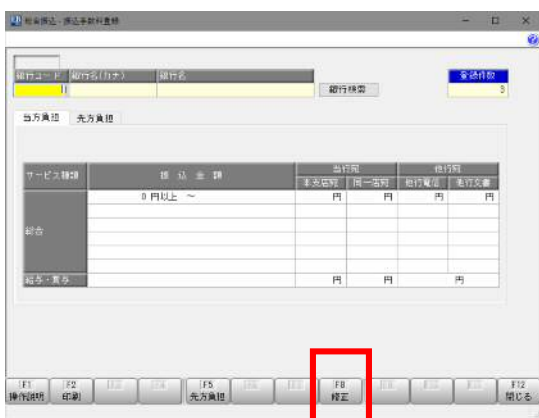 総合振込 - 振込手数料登録
銀行コード 銀行名(カナ) 銀行名
銀行検索
登録件数
3
当方負担 先方負担
サービス種類 振 込 金 額 当行宛 他行宛
本支店宛 同一店宛 他行電信 他行文書
0 円以上 ~ 円 円 円 円
総合
給与・賞与 円 円 円
F1 F2 F5 F8 F12
操作説明 印刷 先方負担 修正 閉じる